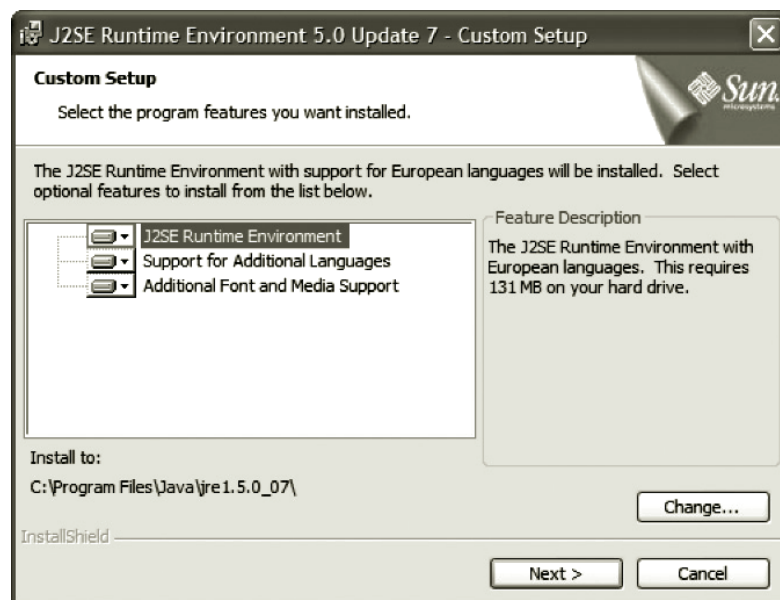 J2SE Runtime Environment 5.0 Update 7 - Custom Setup
Custom Setup
Select the program features you want installed.
Sun
microsystems
The J2SE Runtime Environment with support for European languages will be installed. Select
optional features to install from the list below.
J2SE Runtime Environment
Support for Additional Languages
Additional Font and Media Support
Feature Description
The J2SE Runtime Environment with
European languages. This requires
131 MB on your hard drive.
Install to:
C:\Program Files\Java\jre1.5.0_07\
Change...
InstallShield
Next >
Cancel